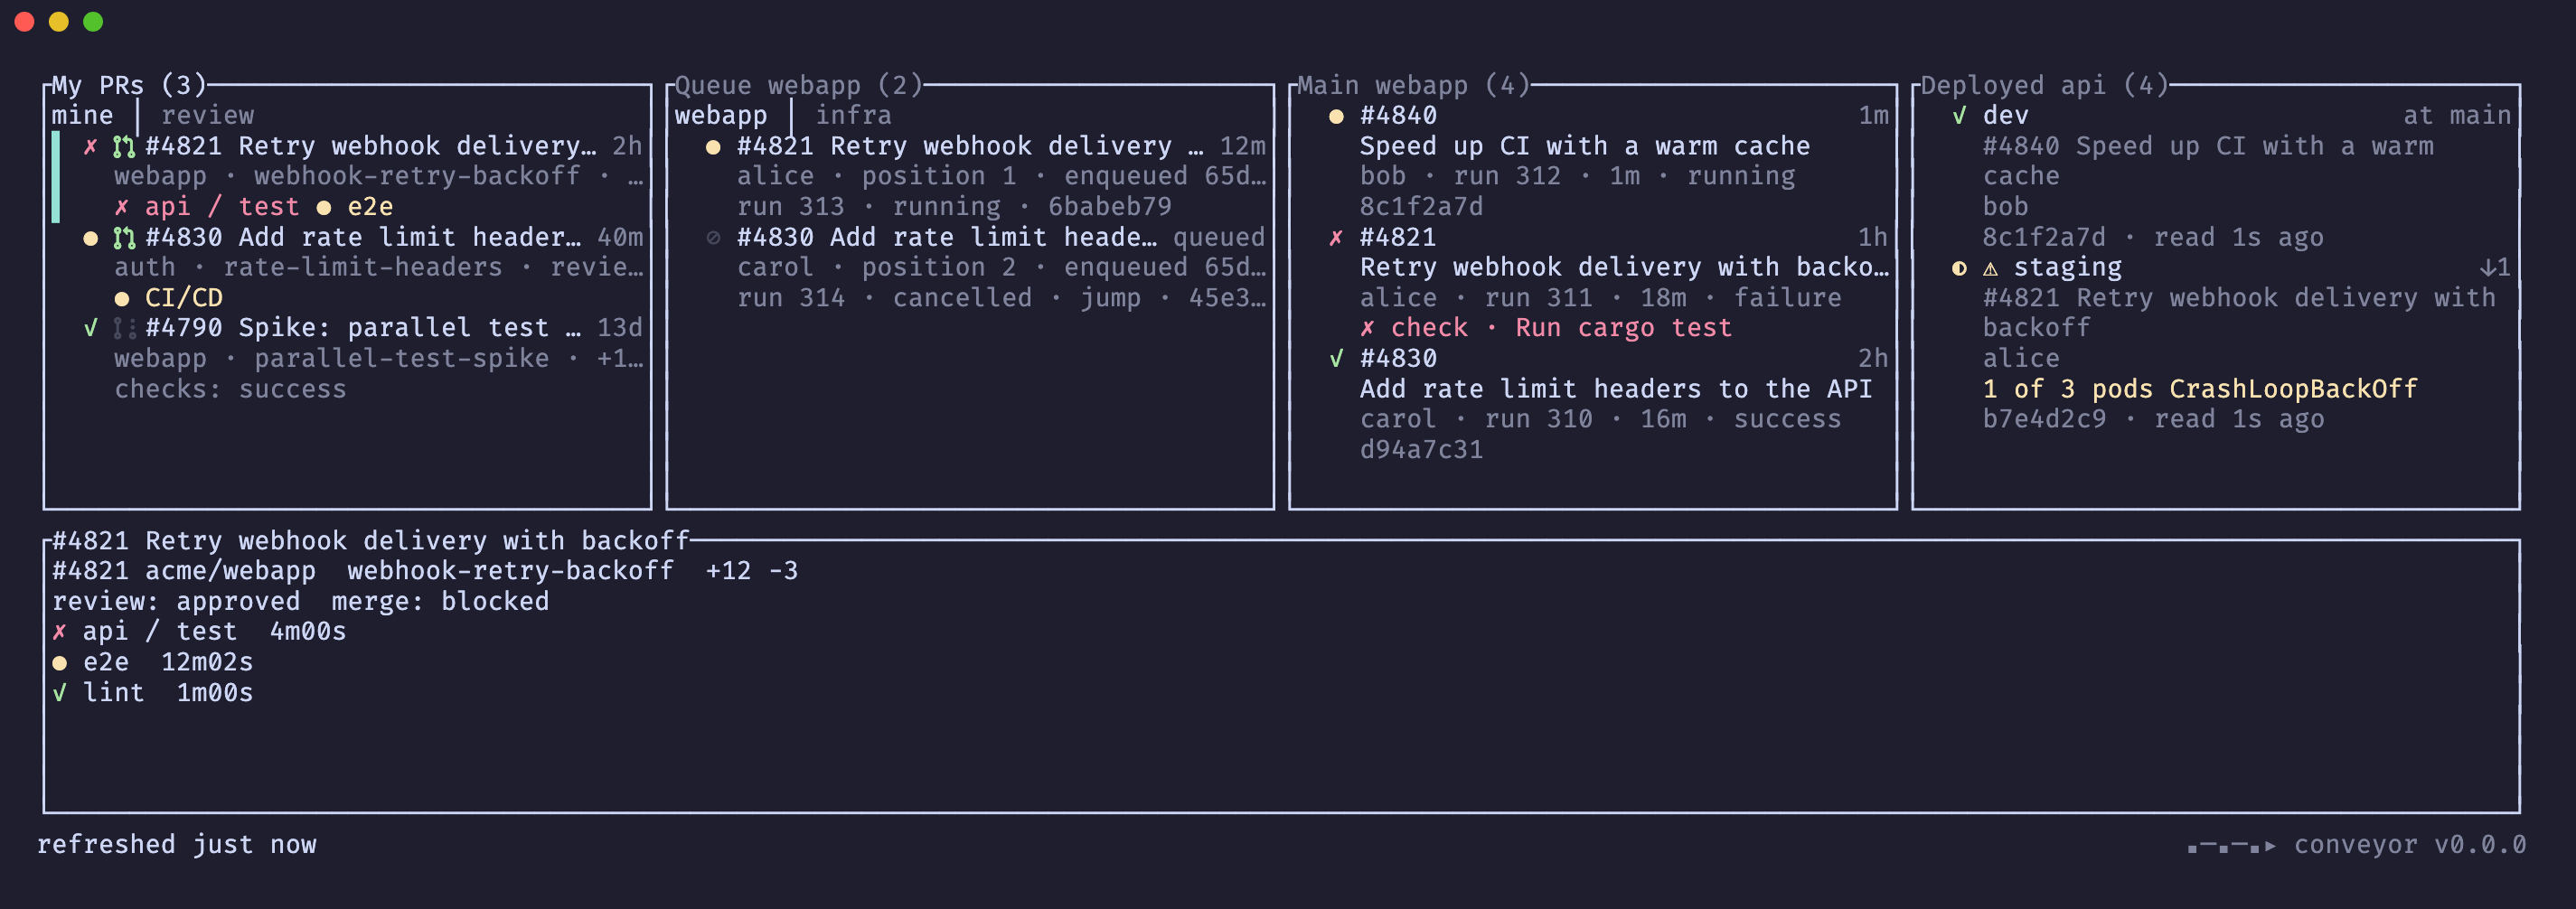 My PRs (3)
mine │ review
✗ #4821 Retry webhook delivery… 2h
webapp · webhook-retry-backoff · …
✗ api / test ● e2e
● #4830 Add rate limit header… 40m
auth · rate-limit-headers · revie…
● CI/CD
✓ #4790 Spike: parallel test … 13d
webapp · parallel-test-spike · +1…
checks: success
Queue webapp (2)
webapp │ infra
● #4821 Retry webhook delivery … 12m
alice · position 1 · enqueued 65d…
run 313 · running · 6babeb79
⊘ #4830 Add rate limit heade… queued
carol · position 2 · enqueued 65d…
run 314 · cancelled · jump · 45e3…
Main webapp (4)
● #4840 1m
Speed up CI with a warm cache
bob · run 312 · 1m · running
8c1f2a7d
✗ #4821 1h
Retry webhook delivery with backo…
alice · run 311 · 18m · failure
✗ check · Run cargo test
✓ #4830 2h
Add rate limit headers to the API
carol · run 310 · 16m · success
d94a7c31
Deployed api (4)
✓ dev at main
#4840 Speed up CI with a warm
cache
bob
8c1f2a7d · read 1s ago
◐ ⚠ staging ↓1
#4821 Retry webhook delivery with
backoff
alice
1 of 3 pods CrashLoopBackOff
b7e4d2c9 · read 1s ago
#4821 Retry webhook delivery with backoff
#4821 acme/webapp webhook-retry-backoff +12 -3
review: approved merge: blocked
✗ api / test 4m00s
● e2e 12m02s
✓ lint 1m00s
refreshed just now
conveyor v0.0.0